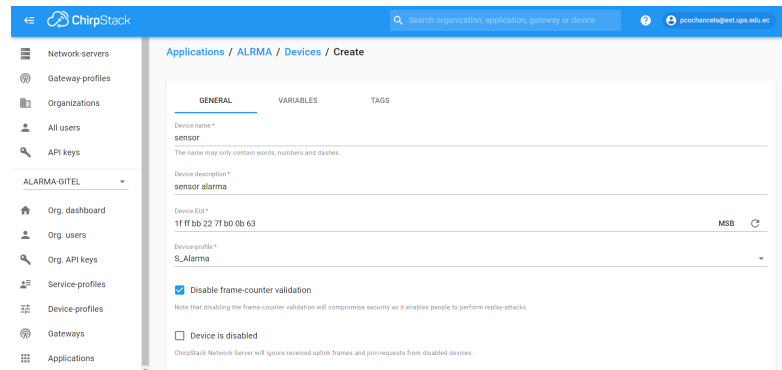 ChirpStack
Search organization, application, gateway or device
?
pcochancela@est.ups.edu.ec
Network-servers
Gateway-profiles
Organizations
All users
API keys
ALARMA-GITEL
Org. dashboard
Org. users
Org. API keys
Service-profiles
Device-profiles
Gateways
Applications
Applications / ALRMA / Devices / Create
GENERAL VARIABLES TAGS
Device name *
sensor
The name may only contain words, numbers and dashes.
Device description *
sensor alarma
Device EUI *
1f ff bb 22 7f b0 0b 63 MSB
Device-profile *
S_Alarma
Disable frame-counter validation
Note that disabling the frame-counter validation will compromise security as it enables people to perform replay-attacks.
Device is disabled
ChirpStack Network Server will ignore received uplink frames and join-requests from disabled devices.